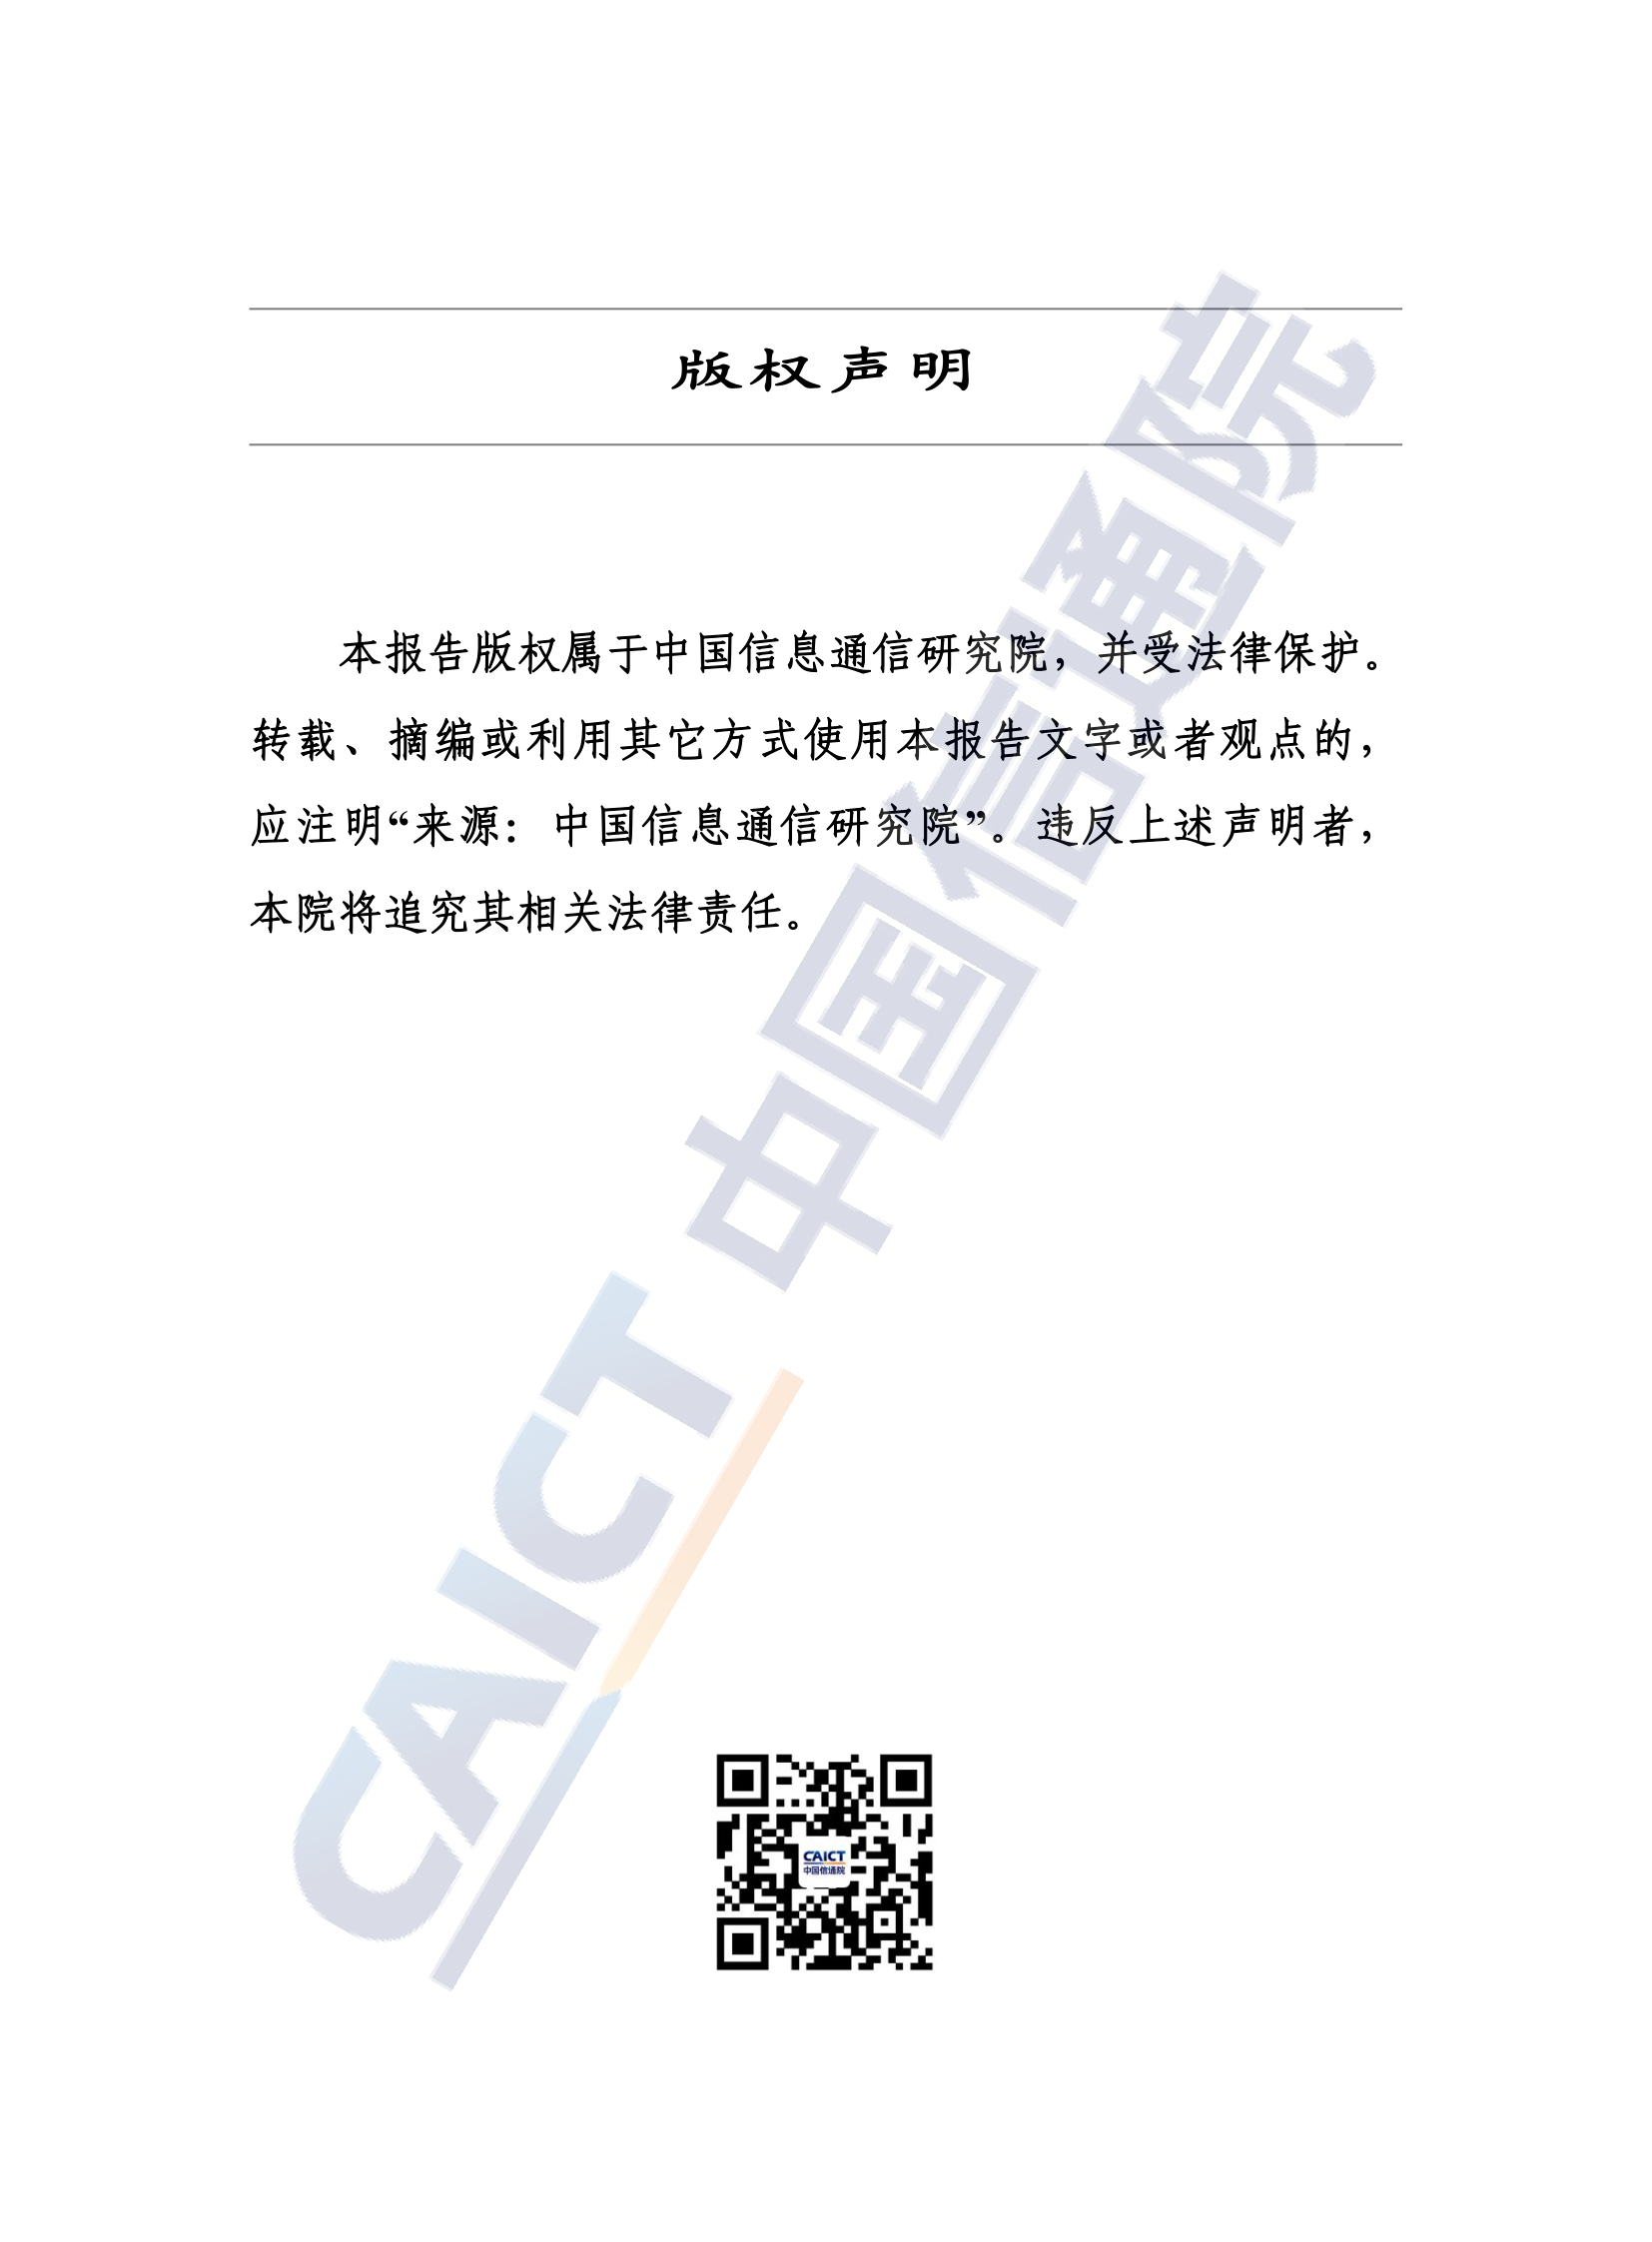 版权声明
本报告版权属于中国信息通信研究院，并受法律保护。
转载、摘编或利用其它方式使用本报告文字或者观点的，
应注明“来源：中国信息通信研究院”。违反上述声明者，
本院将追究其相关法律责任。
CAICT 中国信通院
CAICT
中国信通院